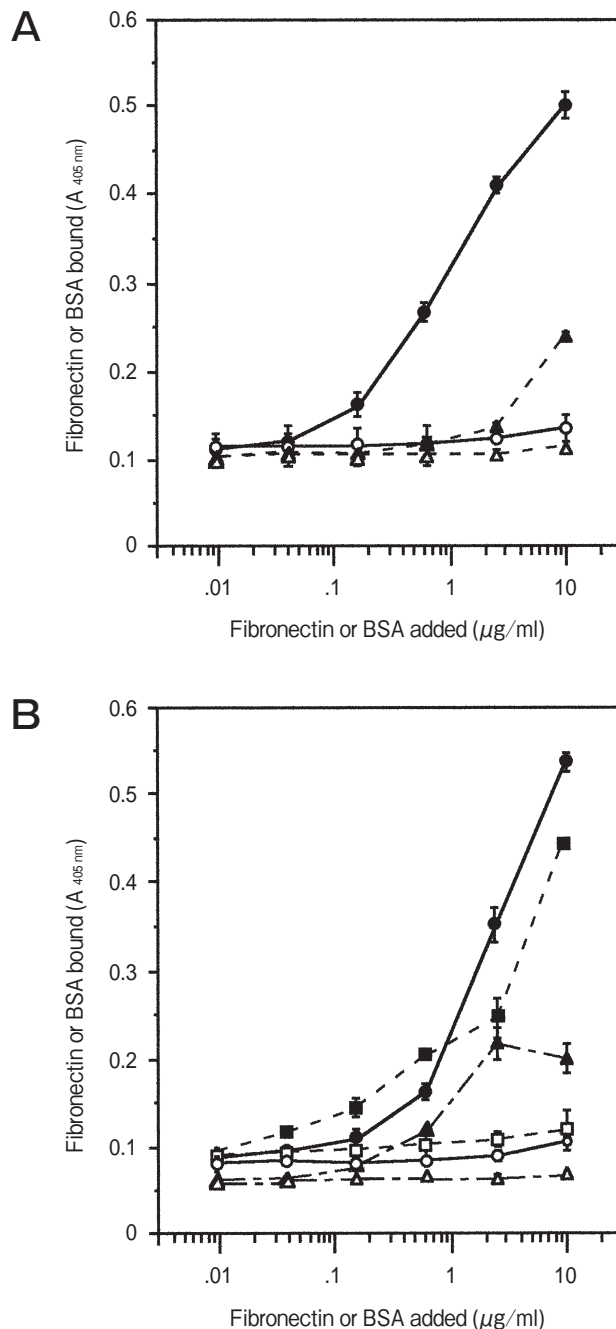 A
0.6
0.5
0.4
0.3
0.2
0.1
0
Fibronectin or BSA bound (A 405 nm)
.01 .1 1 10
Fibronectin or BSA added (μg/ml)
B
0.6
0.5
0.4
0.3
0.2
0.1
0
Fibronectin or BSA bound (A 405 nm)
.01 .1 1 10
Fibronectin or BSA added (μg/ml)